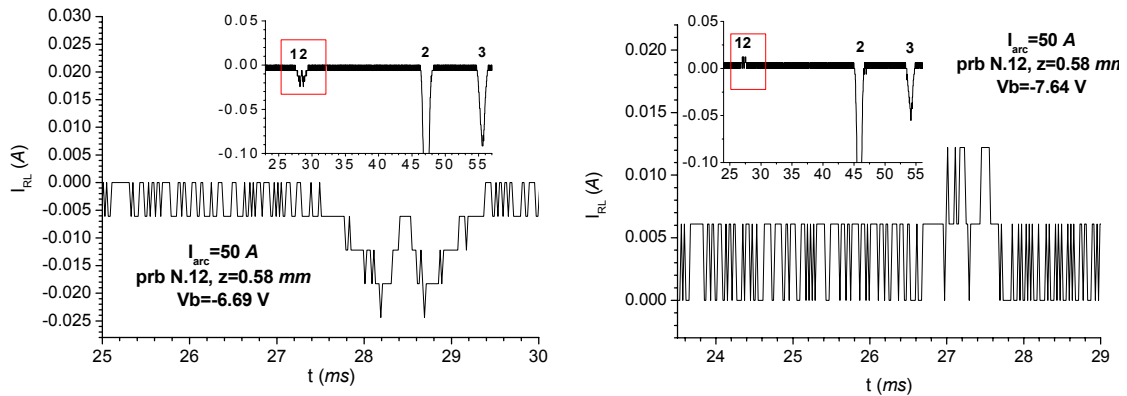 0.030
0.025
0.020
0.015
0.010
0.005
0.000
-0.005
-0.010
-0.015
-0.020
-0.025
I_RL (A)
25 26 27 28 29 30
t (ms)
0.05
0.00
-0.05
-0.10
25 30 35 40 45 50 55
12 2 3
I_arc=50 A
prb N.12, z=0.58 mm
Vb=-6.69 V
0.020
0.015
0.010
0.005
0.000
I_RL (A)
24 25 26 27 28 29
t (ms)
0.05
0.00
-0.05
-0.10
25 30 35 40 45 50 55
12 2 3
I_arc=50 A
prb N.12, z=0.58 mm
Vb=-7.64 V